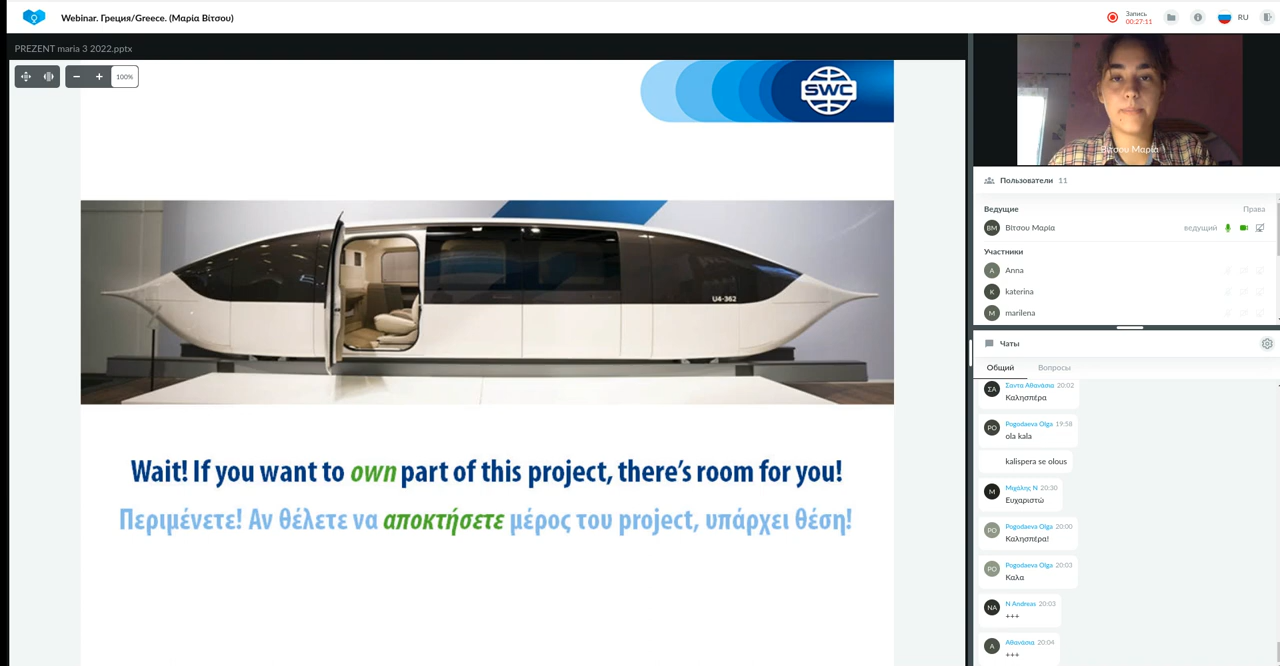 Webinar. Греция/Greece. (Μαρία Βίτσου)
Запись
00:27:11
RU
PREZENT maria 3 2022.pptx
100%
SWC
U4-362
Wait! If you want to own part of this project, there's room for you!
Περιμένετε! Αν θέλετε να αποκτήσετε μέρος του project, υπάρχει θέση!
Βίτσου Μαρία
Пользователи 11
Ведущие
Права
ВМ
Βίτσου Μαρία
ведущий
Участники
A
Anna
K
katerina
M
marilena
Чаты
Общий
Вопросы
ΣΑ
Σαντα Αθανάσια 20:02
Καλησπέρα
PO
Pogodaeva Olga 19:58
ola kala
kalispera se olous
M
Μιχάλης Ν 20:30
Ευχαριστώ
PO
Pogodaeva Olga 20:00
Καλησπέρα!
PO
Pogodaeva Olga 20:03
Καλα
NA
N Andreas 20:03
+++
A
Αθανάσια 20:04
+++